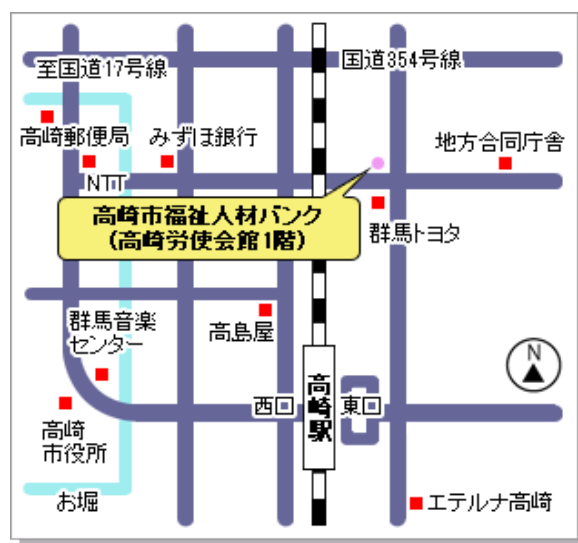 至国道17号線
国道354号線
高崎郵便局
みずほ銀行
地方合同庁舎
NTT
高崎市福祉人材バンク
(高崎労使会館1階)
群馬トヨタ
群馬音楽
センター
高島屋
N
高崎駅
西口
東口
高崎
市役所
お堀
エテルナ高崎